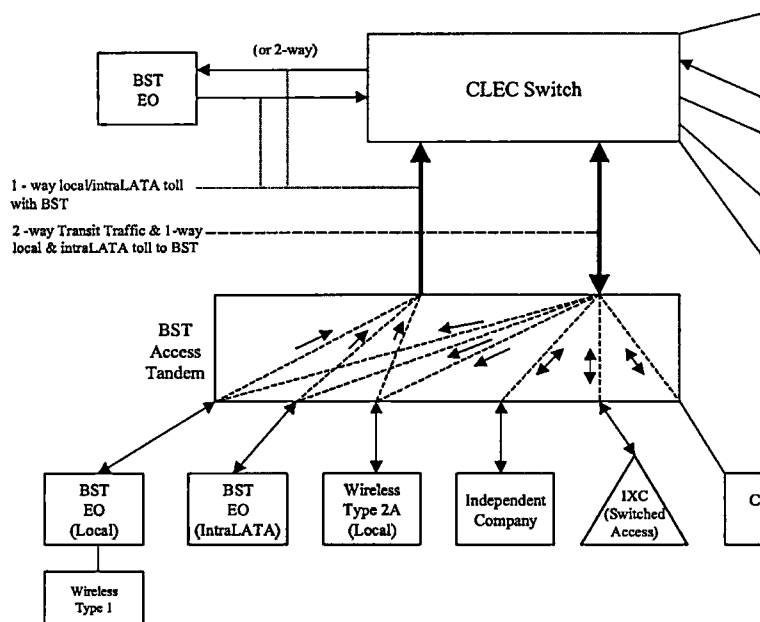 (or 2-way)
BST
EO
CLEC Switch
1 - way local/intraLATA toll
with BST
2 -way Transit Traffic & 1-way
local & intraLATA toll to BST
BST
Access
Tandem
BST
EO
(Local)
BST
EO
(IntraLATA)
Wireless
Type 2A
(Local)
Independent
Company
IXC
(Switched
Access)
C
Wireless
Type 1